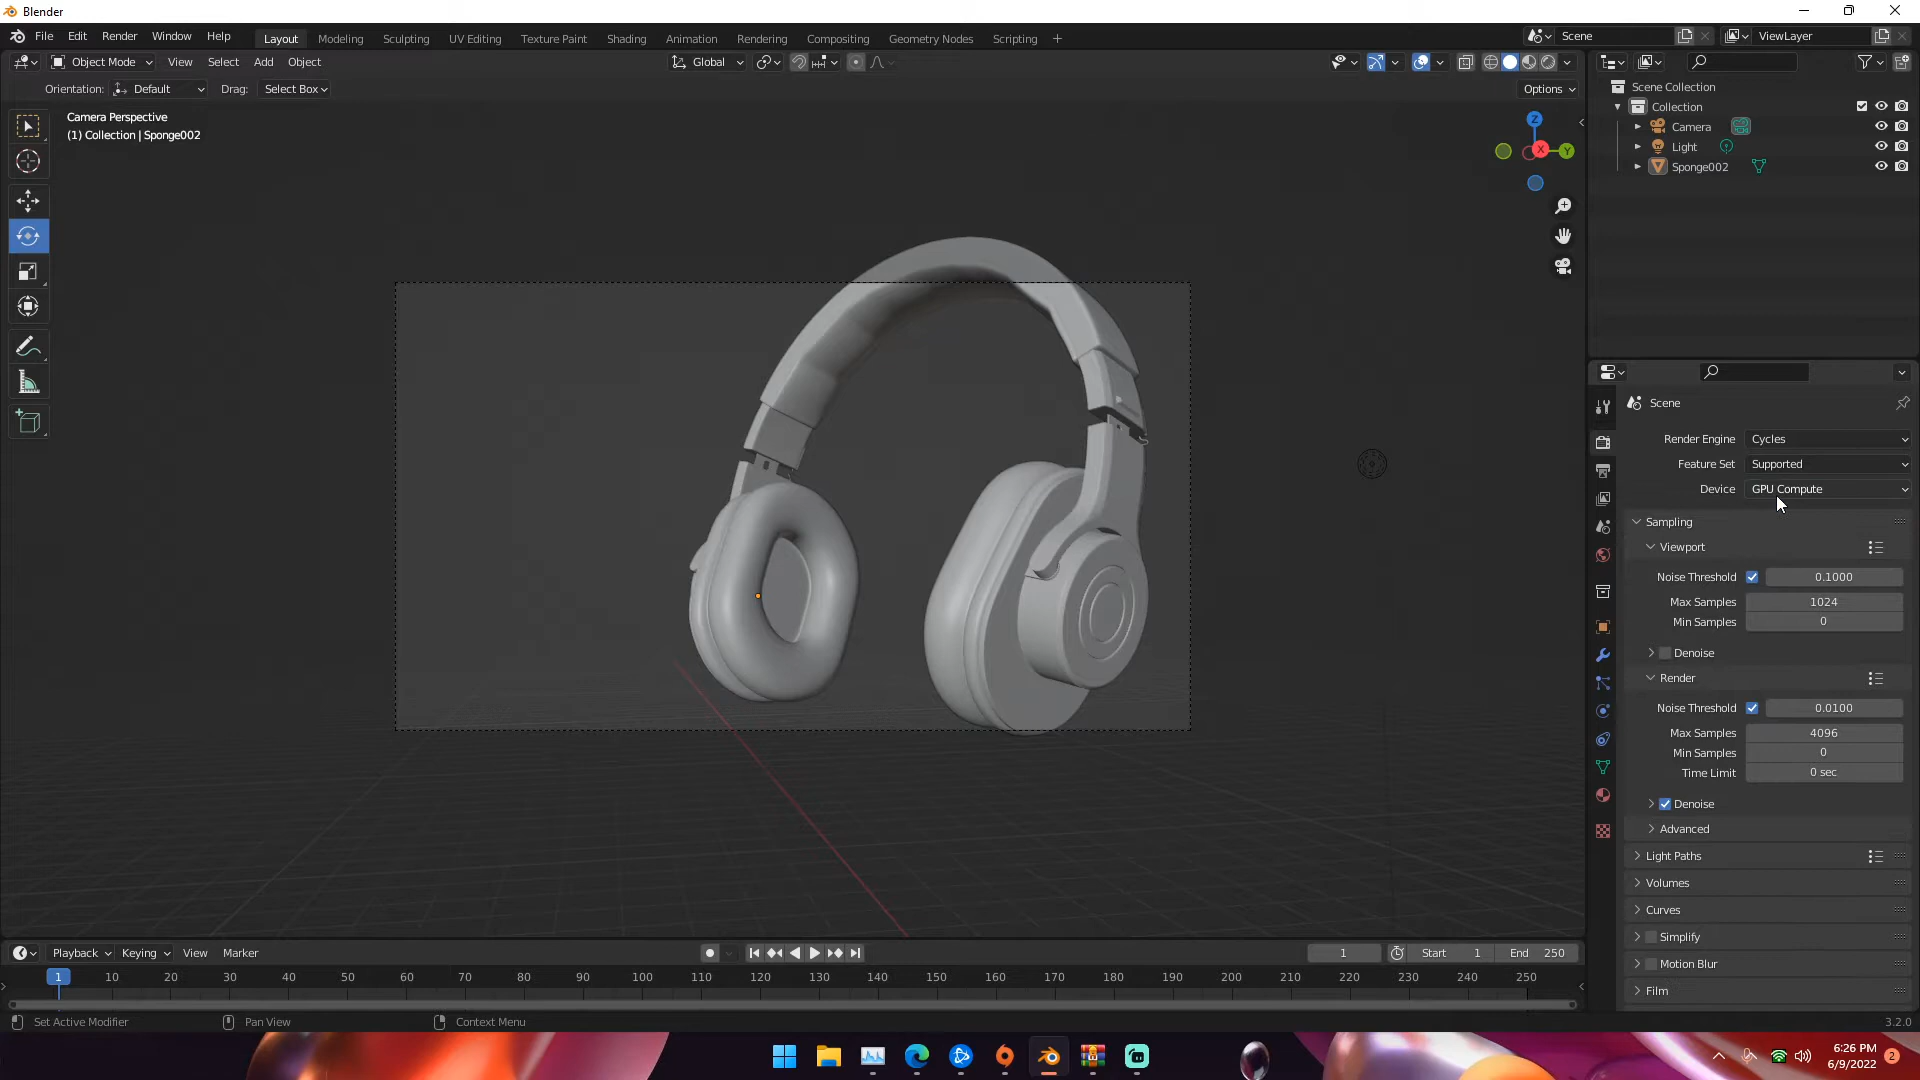 Blender
File Edit Render Window Help
Layout Modeling Sculpting UV Editing Texture Paint Shading Animation Rendering Compositing Geometry Nodes Scripting +
Scene
ViewLayer
Object Mode View Select Add Object
Global
Orientation: Default Drag: Select Box
Options
Camera Perspective
(1) Collection | Sponge002
Z
X
Y
Scene Collection
Collection
Camera
Light
Sponge002
Scene
Render Engine Cycles
Feature Set Supported
Device GPU Compute
Sampling
Viewport
Noise Threshold 0.1000
Max Samples 1024
Min Samples 0
Denoise
Render
Noise Threshold 0.0100
Max Samples 4096
Min Samples 0
Time Limit 0 sec
Denoise
Advanced
Light Paths
Volumes
Curves
Simplify
Motion Blur
Film
Playback Keying View Marker
1 Start 1 End 250
1 10 20 30 40 50 60 70 80 90 100 110 120 130 140 150 160 170 180 190 200 210 220 230 240 250
Set Active Modifier Pan View Context Menu
3.2.0
6:26 PM
6/9/2022
2